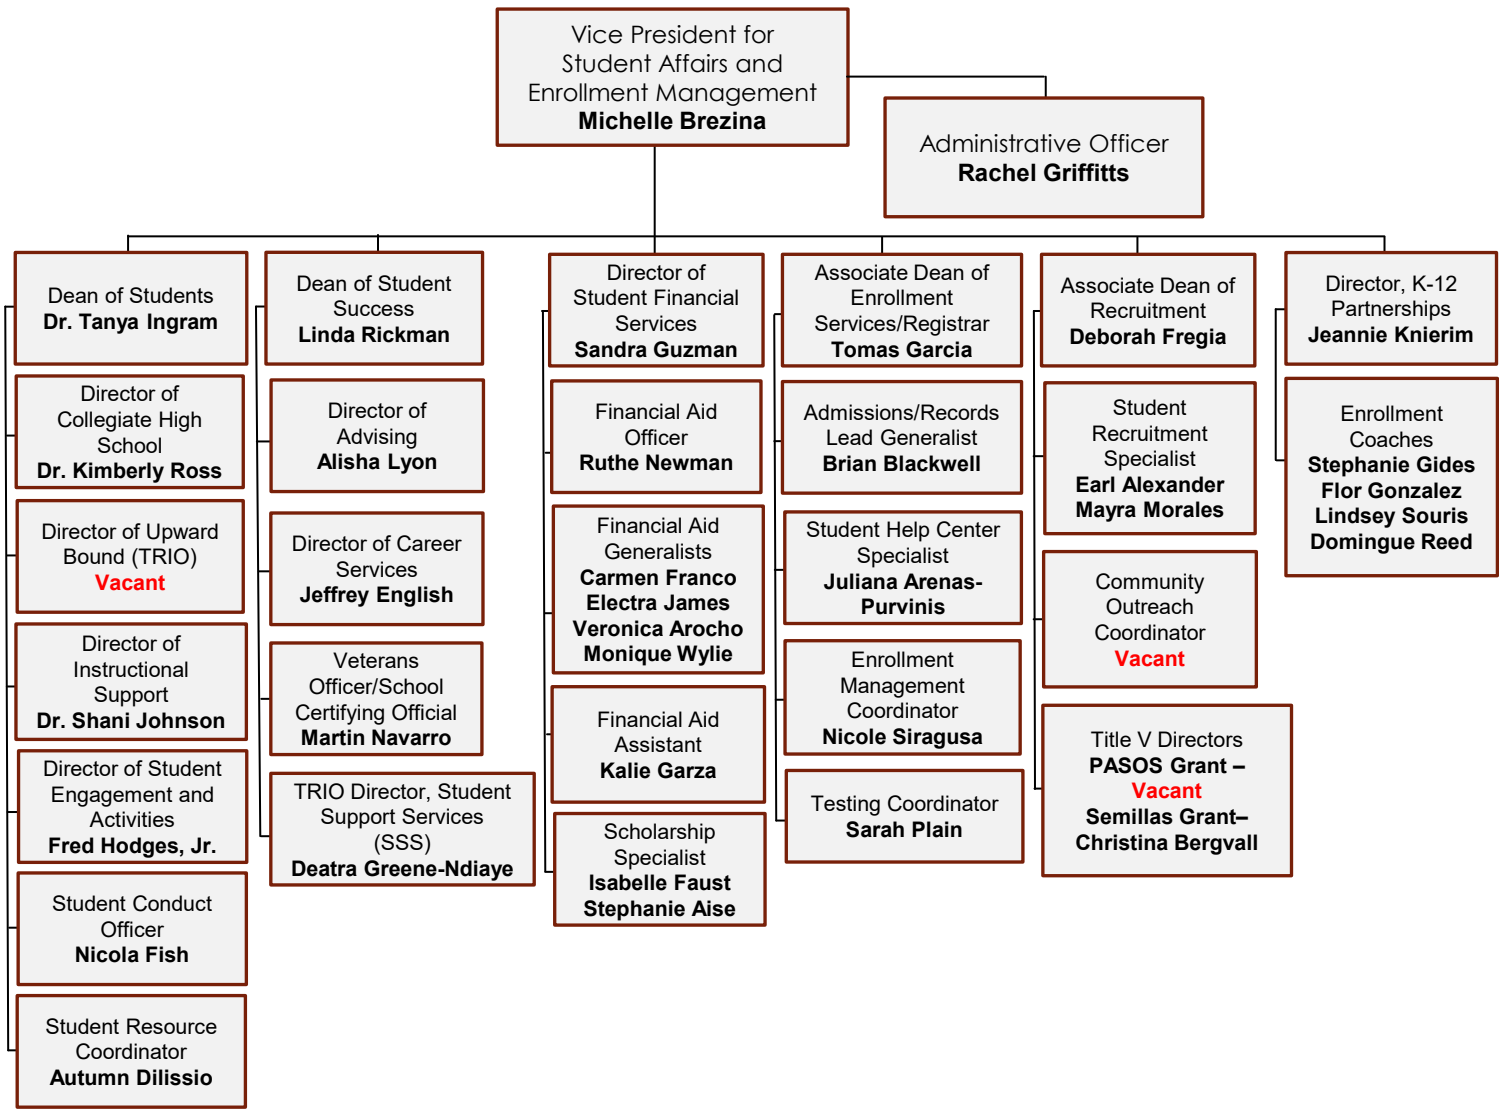 Vice President for
Student Affairs and
Enrollment Management
Michelle Brezina
Administrative Officer
Rachel Griffitts
Dean of Students
Dr. Tanya Ingram
Director of
Collegiate High
School
Dr. Kimberly Ross
Director of Upward
Bound (TRIO)
Vacant
Director of
Instructional
Support
Dr. Shani Johnson
Director of Student
Engagement and
Activities
Fred Hodges, Jr.
Student Conduct
Officer
Nicola Fish
Student Resource
Coordinator
Autumn Dilissio
Dean of Student
Success
Linda Rickman
Director of
Advising
Alisha Lyon
Director of Career
Services
Jeffrey English
Veterans
Officer/School
Certifying Official
Martin Navarro
TRIO Director, Student
Support Services
(SSS)
Deatra Greene-Ndiaye
Director of
Student Financial
Services
Sandra Guzman
Financial Aid
Officer
Ruthe Newman
Financial Aid
Generalists
Carmen Franco
Electra James
Veronica Arocho
Monique Wylie
Financial Aid
Assistant
Kalie Garza
Scholarship
Specialist
Isabelle Faust
Stephanie Aise
Associate Dean of
Enrollment
Services/Registrar
Tomas Garcia
Admissions/Records
Lead Generalist
Brian Blackwell
Student Help Center
Specialist
Juliana Arenas-
Purvinis
Enrollment
Management
Coordinator
Nicole Siragusa
Testing Coordinator
Sarah Plain
Associate Dean of
Recruitment
Deborah Fregia
Student
Recruitment
Specialist
Earl Alexander
Mayra Morales
Community
Outreach
Coordinator
Vacant
Title V Directors
PASOS Grant –
Vacant
Semillas Grant–
Christina Bergvall
Director, K-12
Partnerships
Jeannie Knierim
Enrollment
Coaches
Stephanie Gides
Flor Gonzalez
Lindsey Souris
Domingue Reed